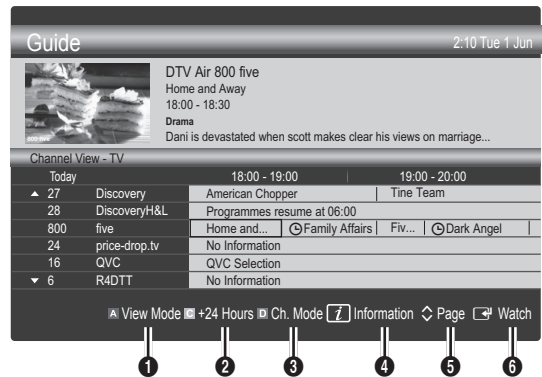 Guide
2:10 Tue 1 Jun
DTV Air 800 five
Home and Away
18:00 - 18:30
Drama
Dani is devastated when scott makes clear his views on marriage...
800 five
Channel View - TV
Today 18:00 - 19:00 19:00 - 20:00
▲ 27 Discovery American Chopper Tine Team
28 DiscoveryH&L Programmes resume at 06:00
800 five Home and... Family Affairs Fiv... Dark Angel
24 price-drop.tv No Information
16 QVC QVC Selection
▼ 6 R4DTT No Information
A View Mode C +24 Hours D Ch. Mode i Information Page Watch
1 2 3 4 5 6